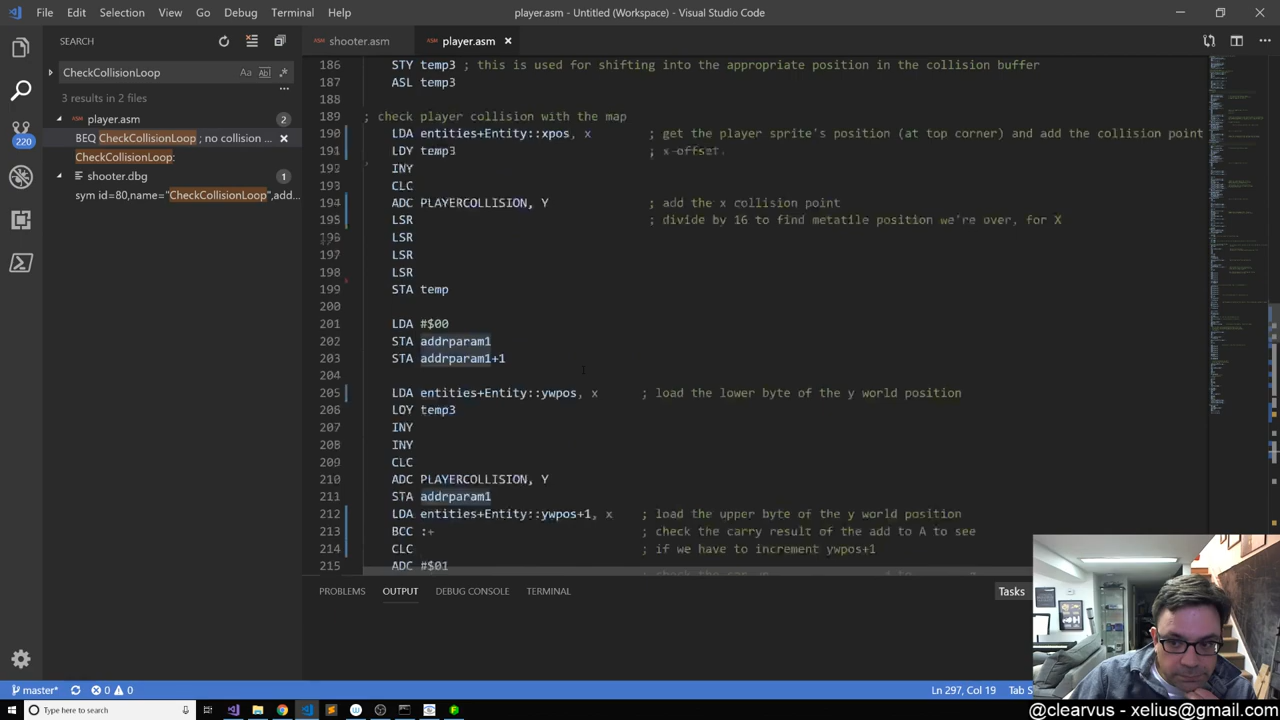 File Edit Selection View Go Debug Terminal Help
player.asm - Untitled (Workspace) - Visual Studio Code
SEARCH
CheckCollisionLoop
Aa Abl .*
3 results in 2 files
player.asm 2
BEQ CheckCollisionLoop ; no collision ...
CheckCollisionLoop:
shooter.dbg 1
sym id=80,name="CheckCollisionLoop",add...
220
shooter.asm player.asm
186 STY temp3 ; this is used for shifting into the appropriate position in the collision buffer
187 ASL temp3
188
189 ; check player collision with the map
190 LDA entities+Entity::xpos, x ; get the player sprite's position (at top corner) and add the collision point
191 LDY temp3 ; x-offset.
192 INY
193 CLC
194 ADC PLAYERCOLLISION, Y ; add the x collision point
195 LSR ; divide by 16 to find metatile position we're over, for X
196 LSR
197 LSR
198 LSR
199 STA temp
200
201 LDA #$00
202 STA addrparam1
203 STA addrparam1+1
204
205 LDA entities+Entity::ywpos, x ; load the lower byte of the y world position
206 LDY temp3
207 INY
208 INY
209 CLC
210 ADC PLAYERCOLLISION, Y
211 STA addrparam1
212 LDA entities+Entity::ywpos+1, x ; load the upper byte of the y world position
213 BCC :+ ; check the carry result of the add to A to see
214 CLC ; if we have to increment ywpos+1
215 ADC #$01
PROBLEMS OUTPUT DEBUG CONSOLE TERMINAL
Tasks
master* 0 0
Ln 297, Col 19 Tab S
Type here to search
@clearvus - xelius@gmail.com